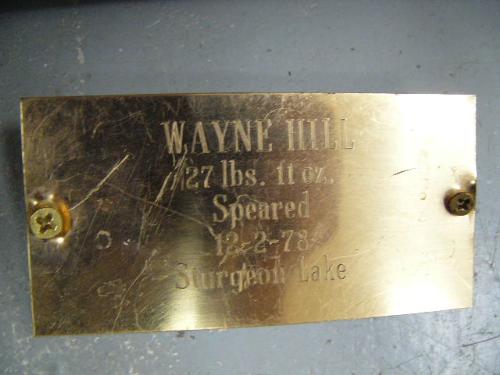 WAYNE HILL
27 lbs. 11 oz.
Speared
12-2-78
Sturgeon Lake